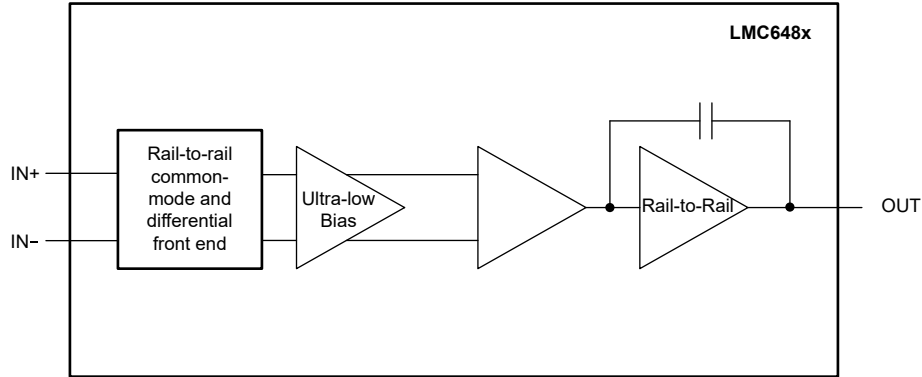 LMC648x
IN+
IN−
Rail-to-rail
common-
mode and
differential
front end
Ultra-low
Bias
Rail-to-Rail
OUT